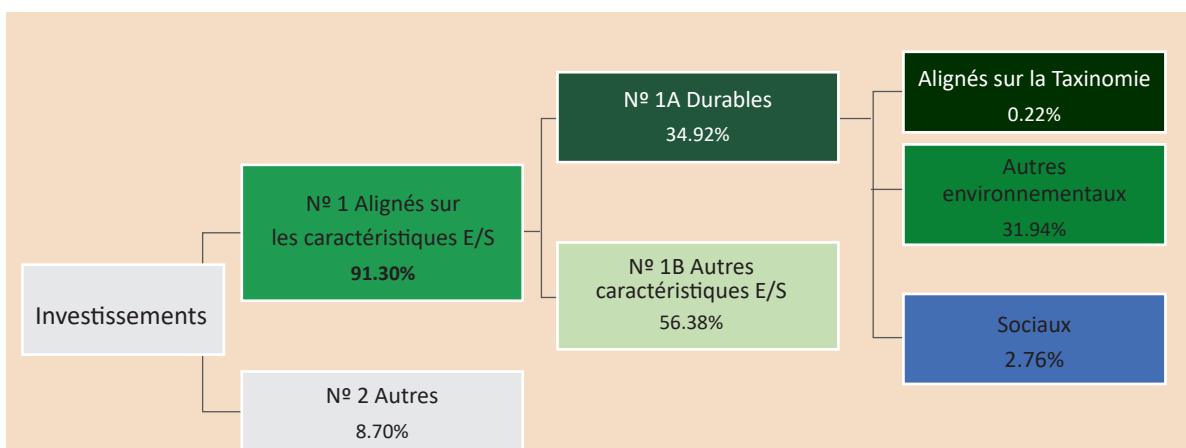 Investissements
Nº 1 Alignés sur
les caractéristiques E/S
91.30%
Nº 2 Autres
8.70%
Nº 1A Durables
34.92%
Nº 1B Autres
caractéristiques E/S
56.38%
Alignés sur la Taxinomie
0.22%
Autres
environnementaux
31.94%
Sociaux
2.76%